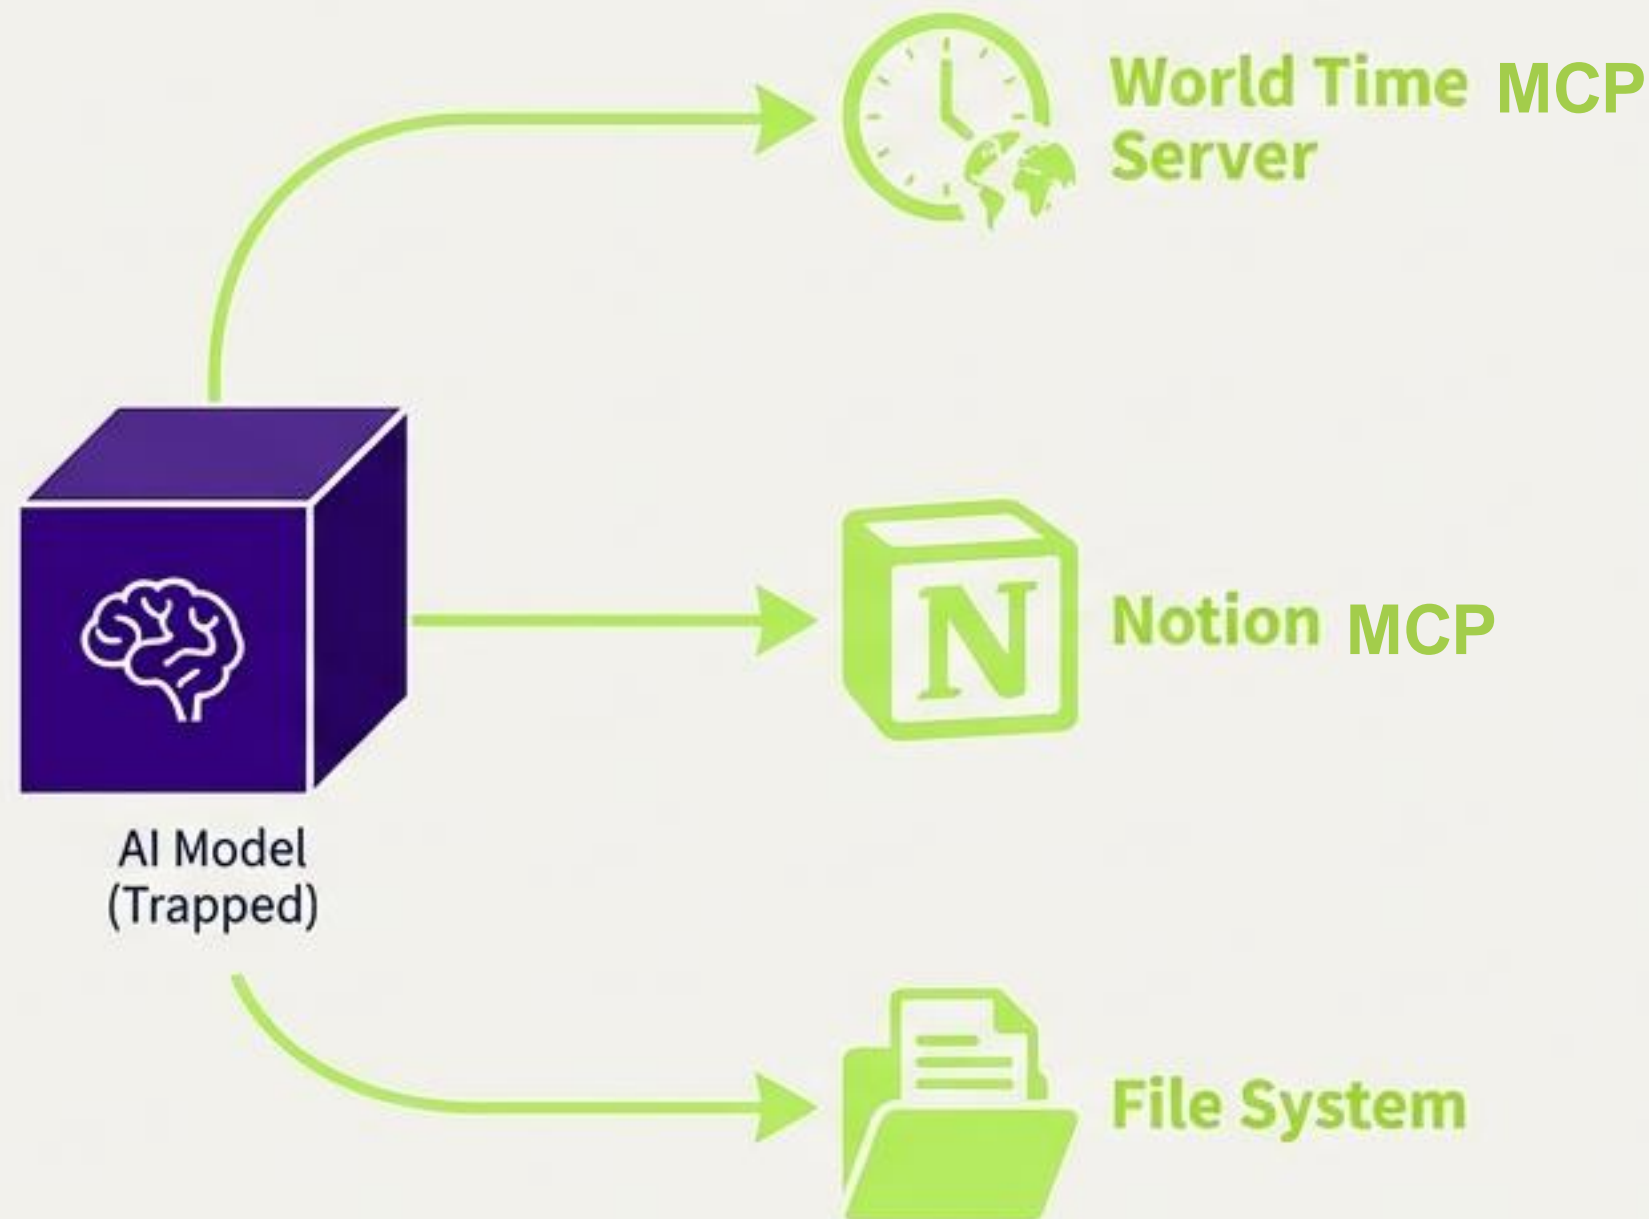 World Time MCP
Server
N
Notion MCP
AI Model
(Trapped)
File System